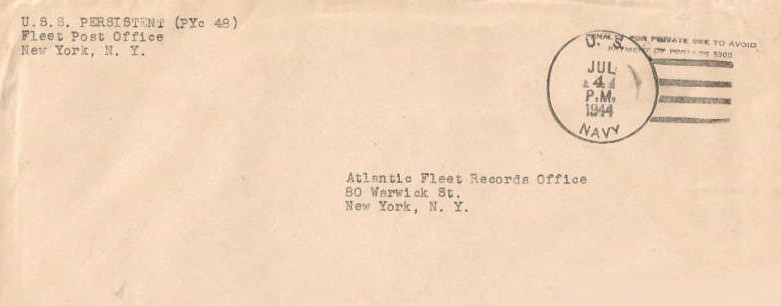 U.S.S. PERSISTENT (PYc 48)
Fleet Post Office
New York, N. Y.
PENALTY FOR PRIVATE USE TO AVOID
PAYMENT OF POSTAGE $300
U. S.
JUL
4
P.M.
1944
NAVY
Atlantic Fleet Records Office
80 Warwick St.
New York, N. Y.